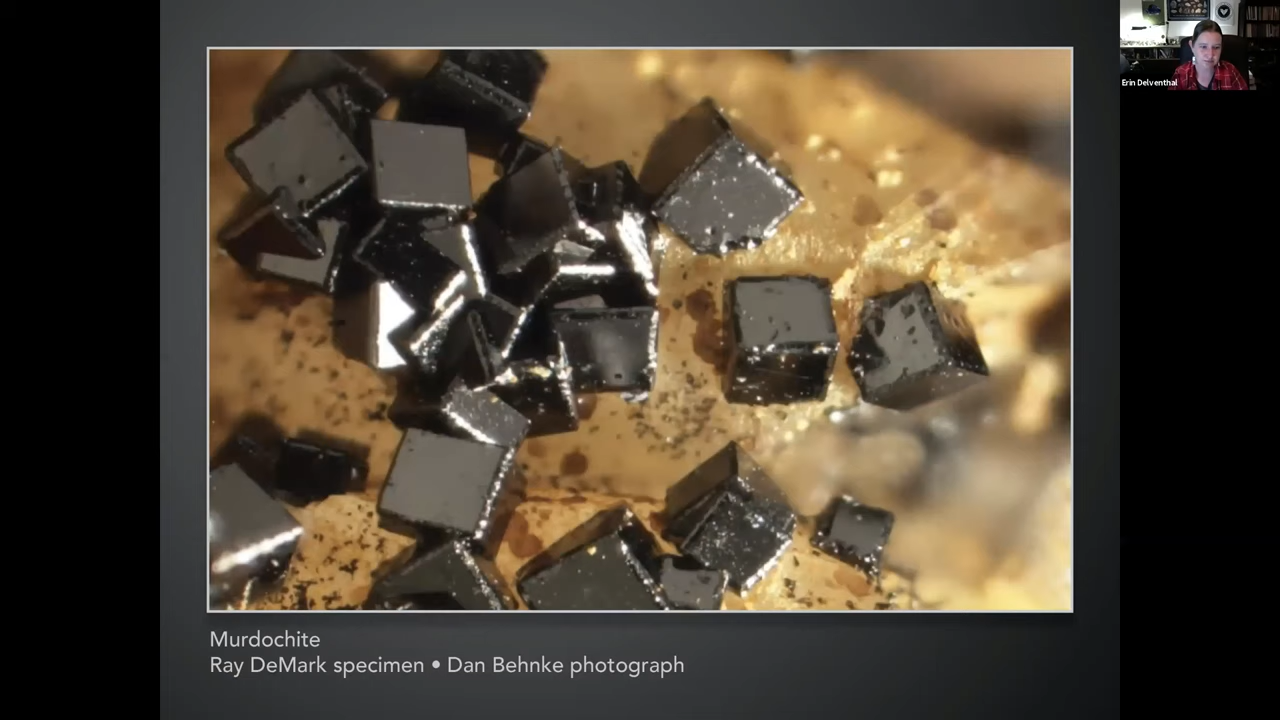 Erin Delventhal
Murdochite
Ray DeMark specimen • Dan Behnke photograph